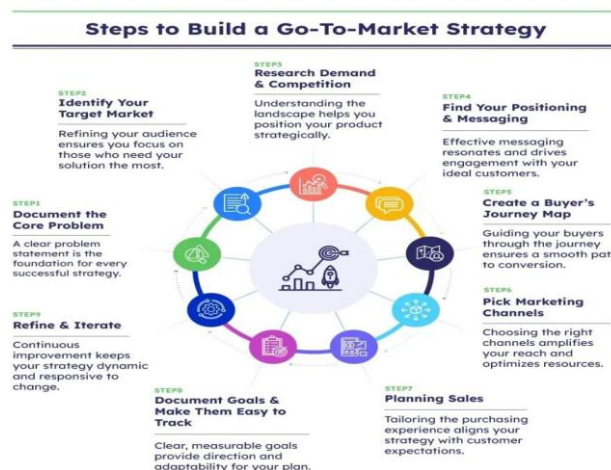 Steps to Build a Go-To-Market Strategy
STEP1
Document the
Core Problem
A clear problem
statement is the
foundation for every
successful strategy.
STEP2
Identify Your
Target Market
Refining your audience
ensures you focus on
those who need your
solution the most.
STEP3
Research Demand
& Competition
Understanding the
landscape helps you
position your product
strategically.
STEP4
Find Your Positioning
& Messaging
Effective messaging
resonates and drives
engagement with your
ideal customers.
STEP5
Create a Buyer's
Journey Map
Guiding your buyers
through the journey
ensures a smooth pat
to conversion.
STEP6
Pick Marketing
Channels
Choosing the right
channels amplifies
your reach and
optimizes resources.
STEP7
Planning Sales
Tailoring the purchasing
experience aligns your
strategy with customer
expectations.
STEP8
Document Goals &
Make Them Easy to
Track
Clear, measurable goals
provide direction and
adaptability for your plan.
STEP9
Refine & Iterate
Continuous
improvement keeps
your strategy dynamic
and responsive to
change.